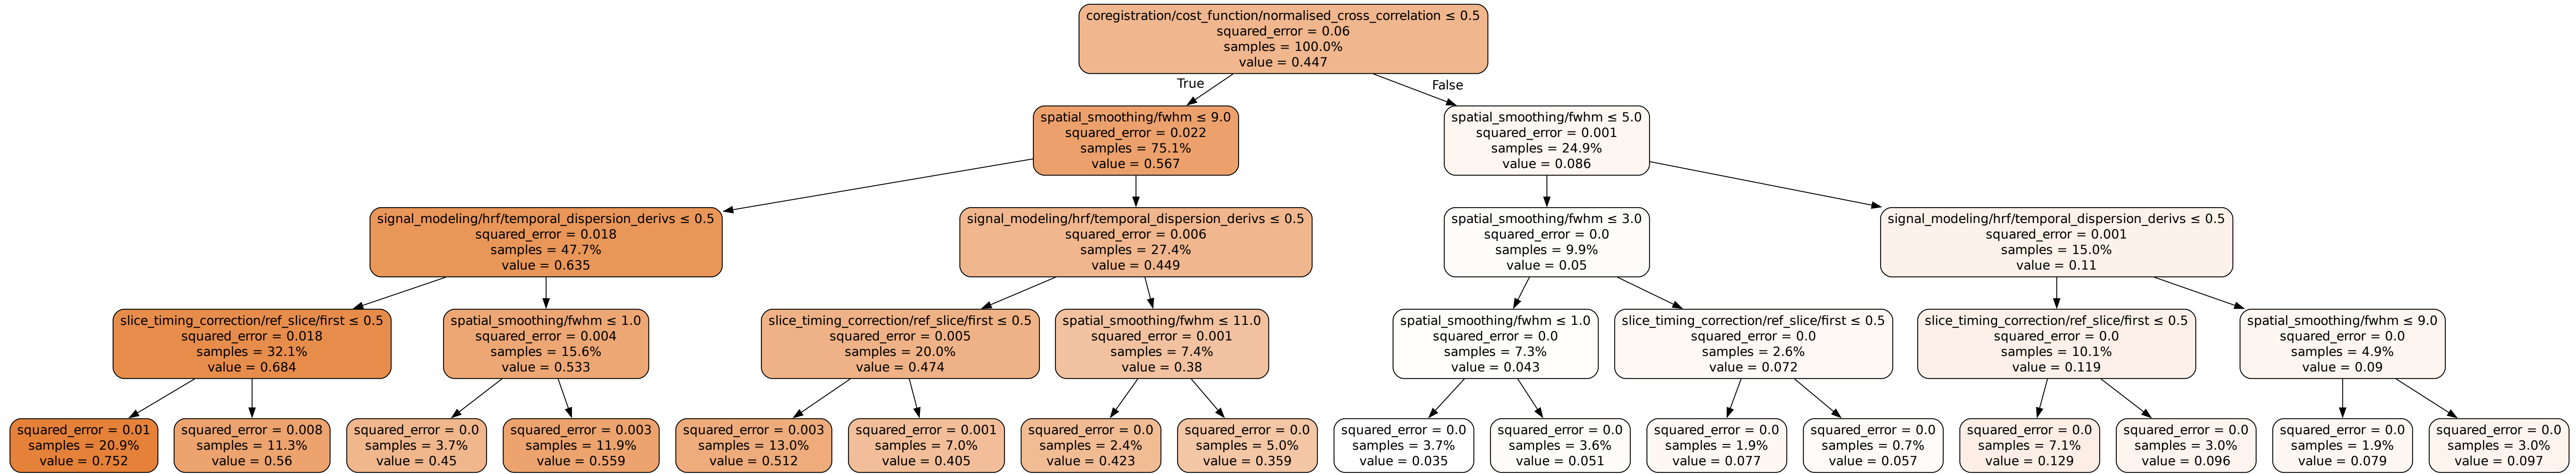 coregistration/cost_function/normalised_cross_correlation ≤ 0.5
squared_error = 0.06
samples = 100.0%
value = 0.447
True
False
spatial_smoothing/fwhm ≤ 9.0
squared_error = 0.022
samples = 75.1%
value = 0.567
spatial_smoothing/fwhm ≤ 5.0
squared_error = 0.001
samples = 24.9%
value = 0.086
signal_modeling/hrf/temporal_dispersion_derivs ≤ 0.5
squared_error = 0.018
samples = 47.7%
value = 0.635
signal_modeling/hrf/temporal_dispersion_derivs ≤ 0.5
squared_error = 0.006
samples = 27.4%
value = 0.449
spatial_smoothing/fwhm ≤ 3.0
squared_error = 0.0
samples = 9.9%
value = 0.05
signal_modeling/hrf/temporal_dispersion_derivs ≤ 0.5
squared_error = 0.001
samples = 15.0%
value = 0.11
slice_timing_correction/ref_slice/first ≤ 0.5
squared_error = 0.018
samples = 32.1%
value = 0.684
spatial_smoothing/fwhm ≤ 1.0
squared_error = 0.004
samples = 15.6%
value = 0.533
slice_timing_correction/ref_slice/first ≤ 0.5
squared_error = 0.005
samples = 20.0%
value = 0.474
spatial_smoothing/fwhm ≤ 11.0
squared_error = 0.001
samples = 7.4%
value = 0.38
spatial_smoothing/fwhm ≤ 1.0
squared_error = 0.0
samples = 7.3%
value = 0.043
slice_timing_correction/ref_slice/first ≤ 0.5
squared_error = 0.0
samples = 2.6%
value = 0.072
slice_timing_correction/ref_slice/first ≤ 0.5
squared_error = 0.0
samples = 10.1%
value = 0.119
spatial_smoothing/fwhm ≤ 9.0
squared_error = 0.0
samples = 4.9%
value = 0.09
squared_error = 0.01
samples = 20.9%
value = 0.752
squared_error = 0.008
samples = 11.3%
value = 0.56
squared_error = 0.0
samples = 3.7%
value = 0.45
squared_error = 0.003
samples = 11.9%
value = 0.559
squared_error = 0.003
samples = 13.0%
value = 0.512
squared_error = 0.001
samples = 7.0%
value = 0.405
squared_error = 0.0
samples = 2.4%
value = 0.423
squared_error = 0.0
samples = 5.0%
value = 0.359
squared_error = 0.0
samples = 3.7%
value = 0.035
squared_error = 0.0
samples = 3.6%
value = 0.051
squared_error = 0.0
samples = 1.9%
value = 0.077
squared_error = 0.0
samples = 0.7%
value = 0.057
squared_error = 0.0
samples = 7.1%
value = 0.129
squared_error = 0.0
samples = 3.0%
value = 0.096
squared_error = 0.0
samples = 1.9%
value = 0.079
squared_error = 0.0
samples = 3.0%
value = 0.097